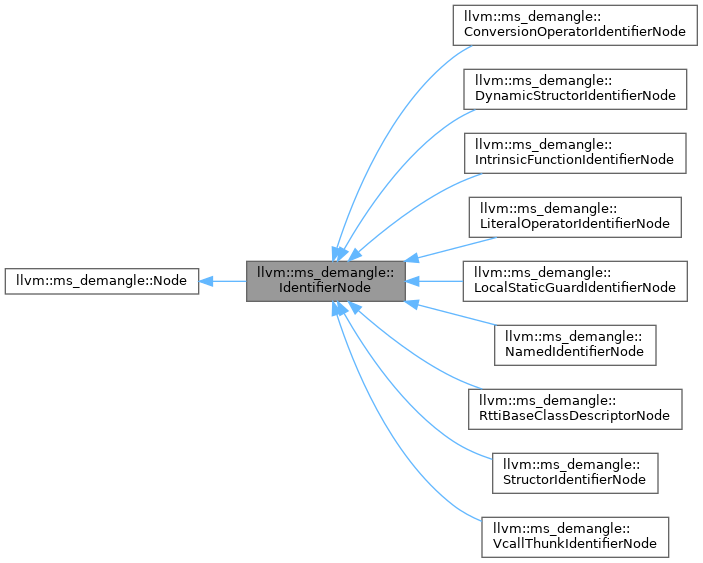 llvm::ms_demangle::
ConversionOperatorIdentifierNode
llvm::ms_demangle::
DynamicStructorIdentifierNode
llvm::ms_demangle::
IntrinsicFunctionIdentifierNode
llvm::ms_demangle::
LiteralOperatorIdentifierNode
llvm::ms_demangle::Node
llvm::ms_demangle::
IdentifierNode
llvm::ms_demangle::
LocalStaticGuardIdentifierNode
llvm::ms_demangle::
NamedIdentifierNode
llvm::ms_demangle::
RttiBaseClassDescriptorNode
llvm::ms_demangle::
StructorIdentifierNode
llvm::ms_demangle::
VcallThunkIdentifierNode